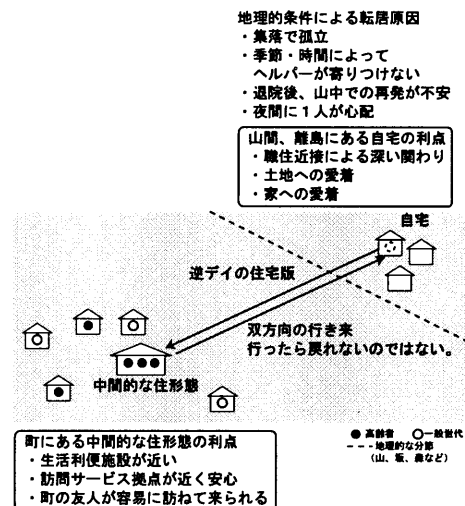 地理的条件による転居原因
・集落で孤立
・季節・時間によって
ヘルパーが寄りつけない
・退院後、山中での再発が不安
・夜間に1人が心配
山間、離島にある自宅の利点
・職住近接による深い関わり
・土地への愛着
・家への愛着
自宅
逆デイの住宅版
双方向の行き来
行ったら戻れないのではない。
中間的な住形態
町にある中間的な住形態の利点
・生活利便施設が近い
・訪問サービス拠点が近く安心
・町の友人が容易に訪ねて来られる
●高齢者 ○一般世代
---地理的な分節
(山、坂、島など)